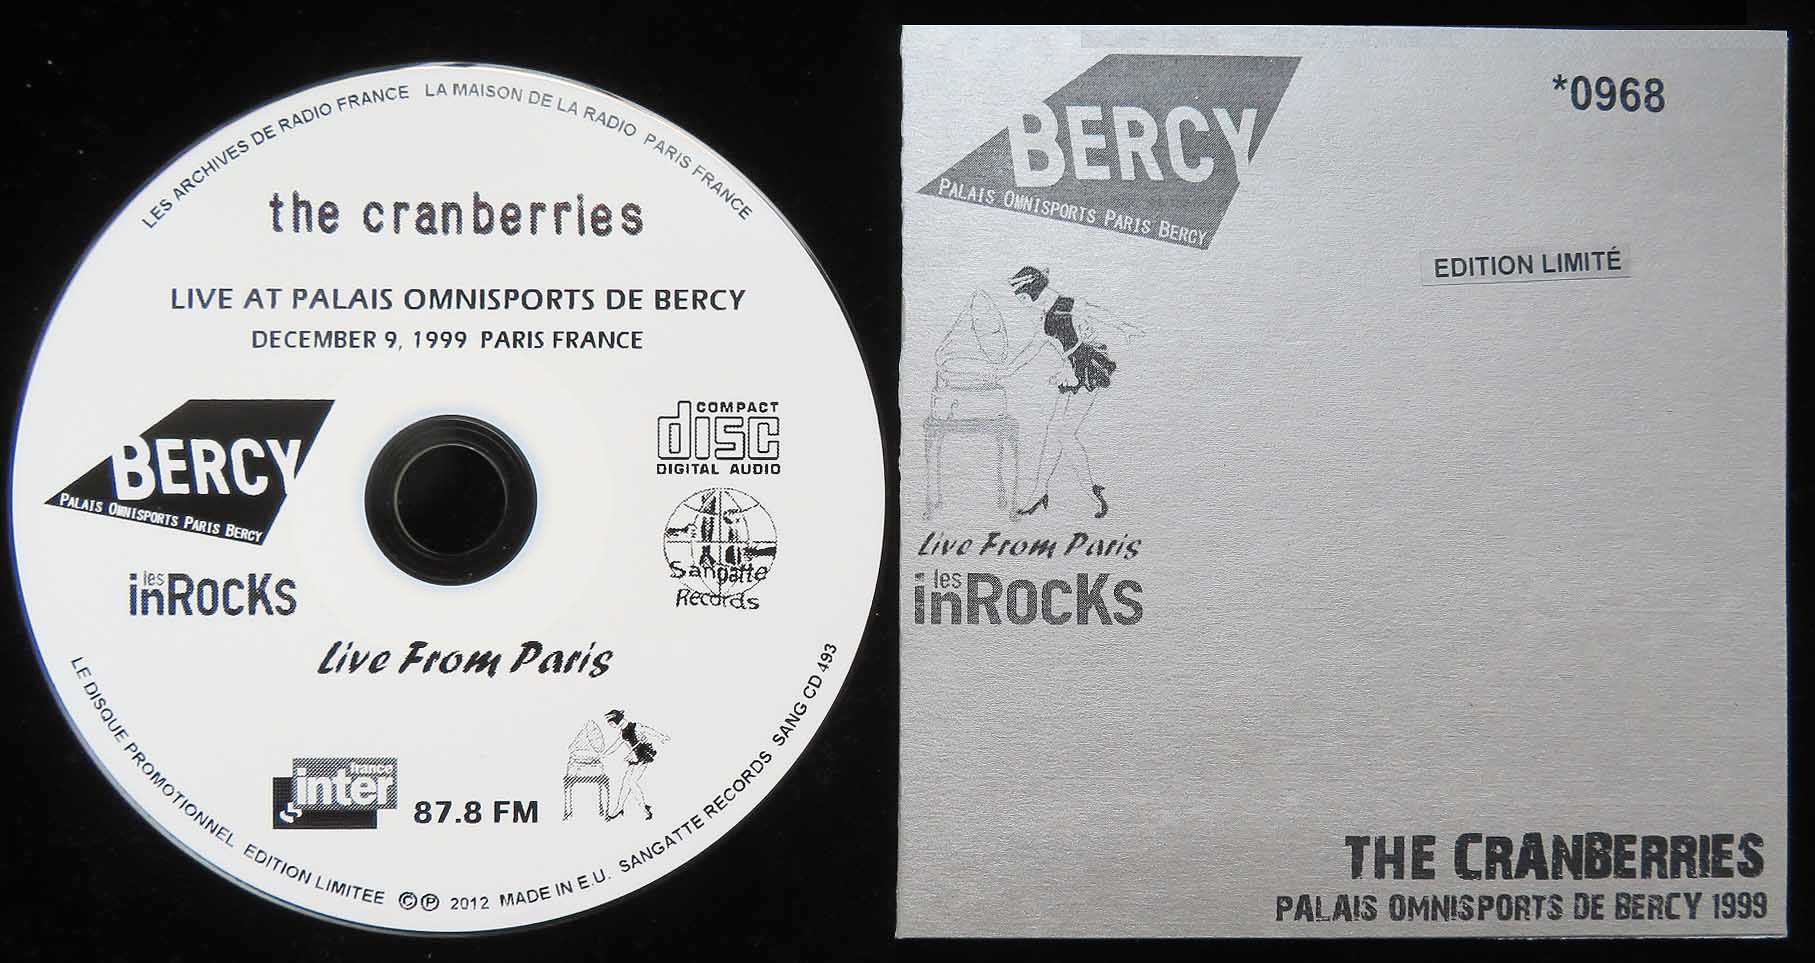 LES ARCHIVES DE RADIO FRANCE LA MAISON DE LA RADIO PARIS FRANCE
the cranberries
LIVE AT PALAIS OMNISPORTS DE BERCY
DECEMBER 9, 1999 PARIS FRANCE
BERCY
PALAIS OMNISPORTS PARIS BERCY
COMPACT
disc
DIGITAL AUDIO
Sangatte
Records
les
inRocKs
Live From Paris
france
inter
87.8 FM
LE DISQUE PROMOTIONNEL EDITION LIMITEE ©℗ 2012 MADE IN E.U. SANGATTE RECORDS SANG CD 493
BERCY
PALAIS OMNISPORTS PARIS BERCY
*0968
EDITION LIMITÉ
Live From Paris
les
inRocKs
THE CRANBERRIES
PALAIS OMNISPORTS DE BERCY 1999